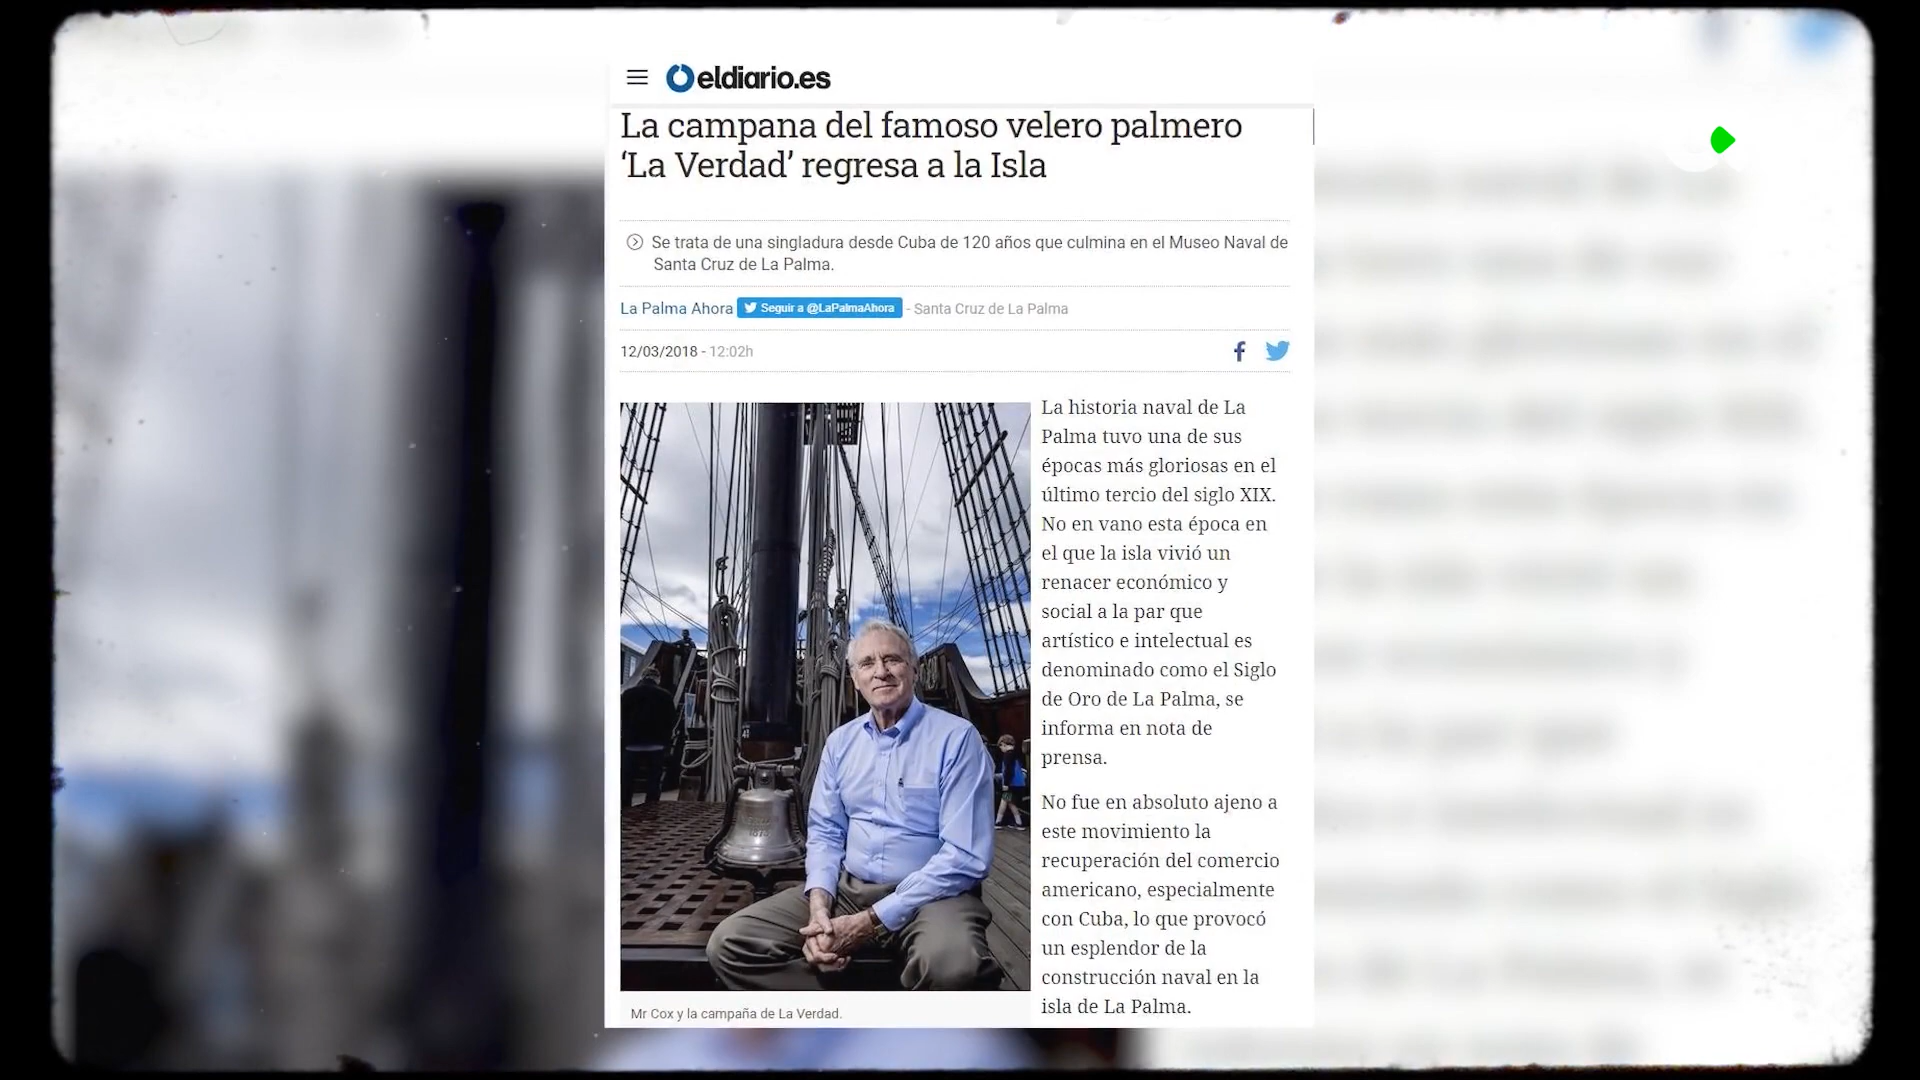 eldiario.es
La campana del famoso velero palmero
‘La Verdad’ regresa a la Isla
Se trata de una singladura desde Cuba de 120 años que culmina en el Museo Naval de
Santa Cruz de La Palma.
La Palma Ahora Seguir a @LaPalmaAhora - Santa Cruz de La Palma
12/03/2018 - 12:02h
La historia naval de La
Palma tuvo una de sus
épocas más gloriosas en el
último tercio del siglo XIX.
No en vano esta época en
el que la isla vivió un
renacer económico y
social a la par que
artístico e intelectual es
denominado como el Siglo
de Oro de La Palma, se
informa en nota de
prensa.
No fue en absoluto ajeno a
este movimiento la
recuperación del comercio
americano, especialmente
con Cuba, lo que provocó
un esplendor de la
construcción naval en la
isla de La Palma.
1873
Mr Cox y la campaña de La Verdad.